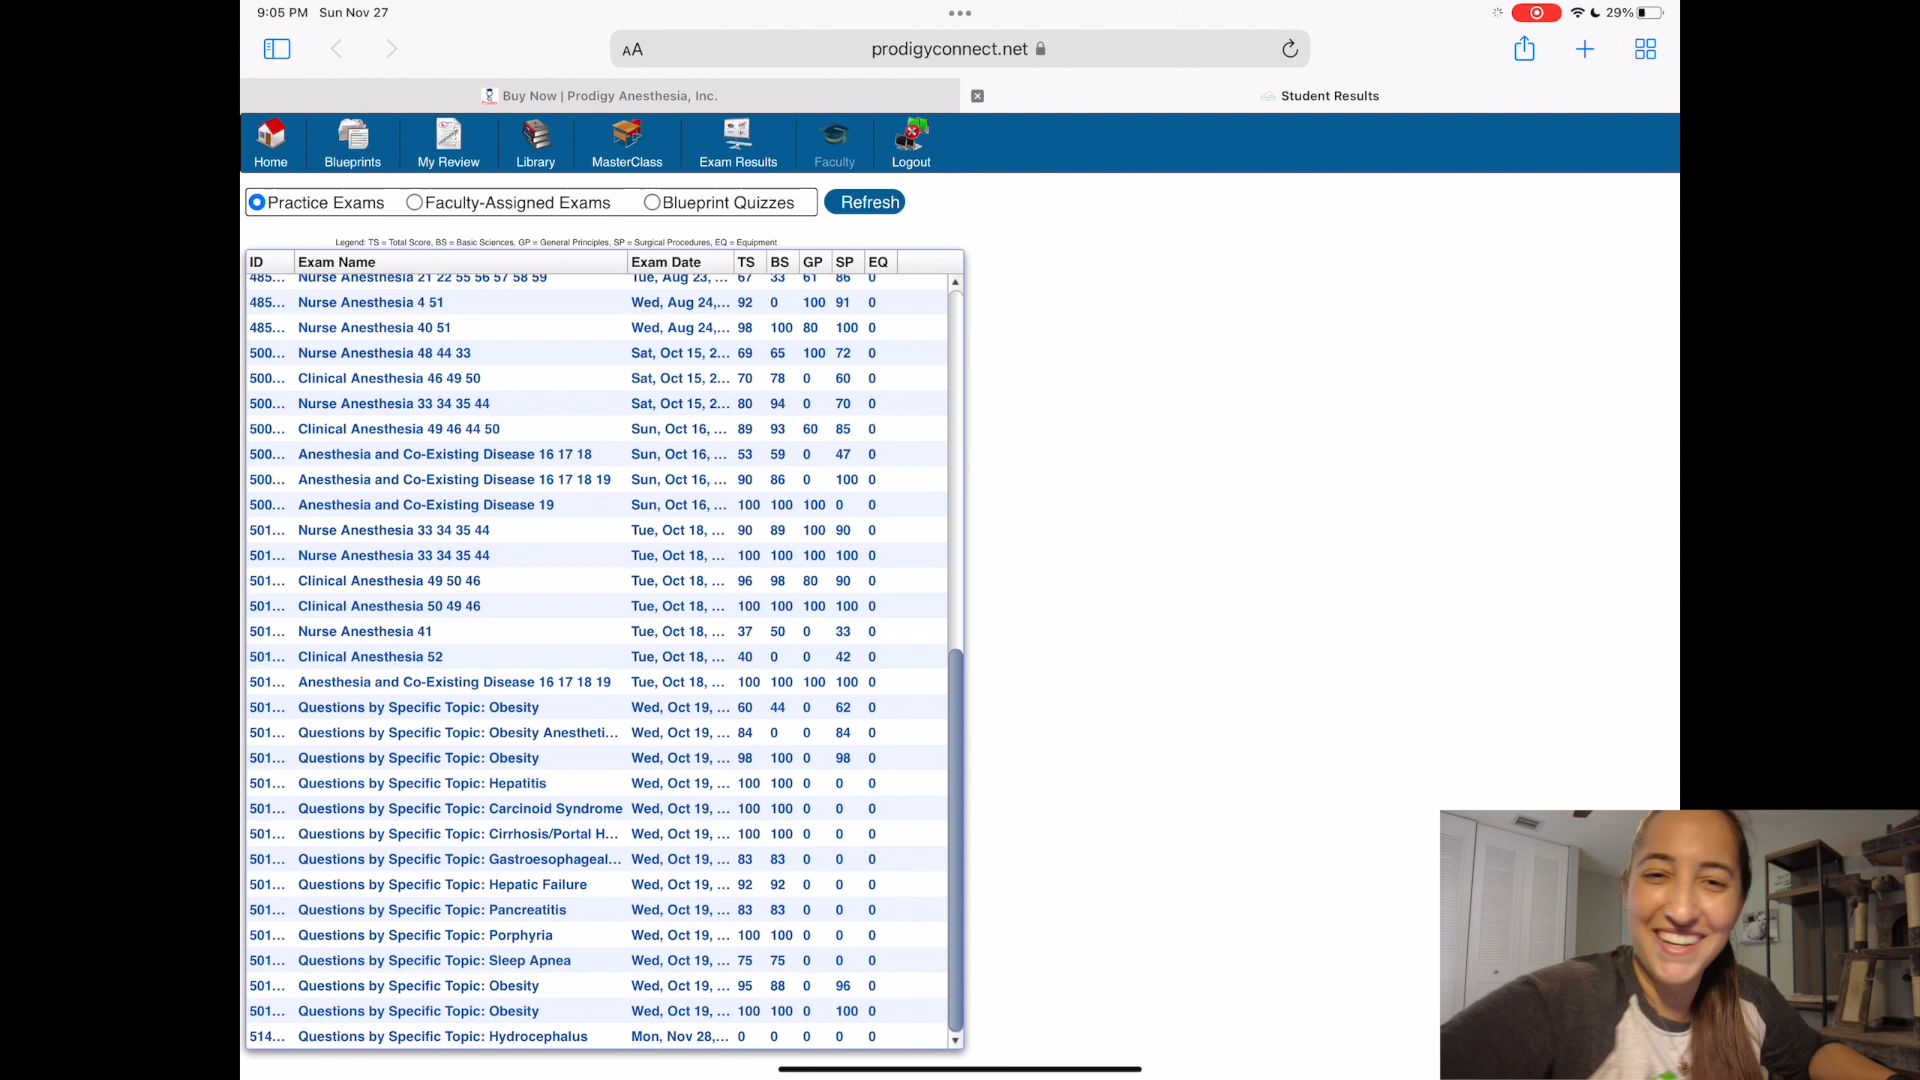 9:05 PM Sun Nov 27
29%
AA prodigyconnect.net
Buy Now | Prodigy Anesthesia, Inc.
Student Results
Home Blueprints My Review Library MasterClass Exam Results Faculty Logout
Practice Exams Faculty-Assigned Exams Blueprint Quizzes Refresh
Legend: TS = Total Score, BS = Basic Sciences, GP = General Principles, SP = Surgical Procedures, EQ = Equipment
ID Exam Name Exam Date TS BS GP SP EQ
485... Nurse Anesthesia 21 22 55 56 57 58 59 Tue, Aug 23, ... 67 33 61 86 0
485... Nurse Anesthesia 4 51 Wed, Aug 24,... 92 0 100 91 0
485... Nurse Anesthesia 40 51 Wed, Aug 24,... 98 100 80 100 0
500... Nurse Anesthesia 48 44 33 Sat, Oct 15, 2... 69 65 100 72 0
500... Clinical Anesthesia 46 49 50 Sat, Oct 15, 2... 70 78 0 60 0
500... Nurse Anesthesia 33 34 35 44 Sat, Oct 15, 2... 80 94 0 70 0
500... Clinical Anesthesia 49 46 44 50 Sun, Oct 16, ... 89 93 60 85 0
500... Anesthesia and Co-Existing Disease 16 17 18 Sun, Oct 16, ... 53 59 0 47 0
500... Anesthesia and Co-Existing Disease 16 17 18 19 Sun, Oct 16, ... 90 86 0 100 0
500... Anesthesia and Co-Existing Disease 19 Sun, Oct 16, ... 100 100 100 0 0
501... Nurse Anesthesia 33 34 35 44 Tue, Oct 18, ... 90 89 100 90 0
501... Nurse Anesthesia 33 34 35 44 Tue, Oct 18, ... 100 100 100 100 0
501... Clinical Anesthesia 49 50 46 Tue, Oct 18, ... 96 98 80 90 0
501... Clinical Anesthesia 50 49 46 Tue, Oct 18, ... 100 100 100 100 0
501... Nurse Anesthesia 41 Tue, Oct 18, ... 37 50 0 33 0
501... Clinical Anesthesia 52 Tue, Oct 18, ... 40 0 0 42 0
501... Anesthesia and Co-Existing Disease 16 17 18 19 Tue, Oct 18, ... 100 100 100 100 0
501... Questions by Specific Topic: Obesity Wed, Oct 19, ... 60 44 0 62 0
501... Questions by Specific Topic: Obesity Anestheti... Wed, Oct 19, ... 84 0 0 84 0
501... Questions by Specific Topic: Obesity Wed, Oct 19, ... 98 100 0 98 0
501... Questions by Specific Topic: Hepatitis Wed, Oct 19, ... 100 100 0 0 0
501... Questions by Specific Topic: Carcinoid Syndrome Wed, Oct 19, ... 100 100 0 0 0
501... Questions by Specific Topic: Cirrhosis/Portal H... Wed, Oct 19, ... 100 100 0 0 0
501... Questions by Specific Topic: Gastroesophageal... Wed, Oct 19, ... 83 83 0 0 0
501... Questions by Specific Topic: Hepatic Failure Wed, Oct 19, ... 92 92 0 0 0
501... Questions by Specific Topic: Pancreatitis Wed, Oct 19, ... 83 83 0 0 0
501... Questions by Specific Topic: Porphyria Wed, Oct 19, ... 100 100 0 0 0
501... Questions by Specific Topic: Sleep Apnea Wed, Oct 19, ... 75 75 0 0 0
501... Questions by Specific Topic: Obesity Wed, Oct 19, ... 95 88 0 96 0
501... Questions by Specific Topic: Obesity Wed, Oct 19, ... 100 100 0 100 0
514... Questions by Specific Topic: Hydrocephalus Mon, Nov 28,... 0 0 0 0 0